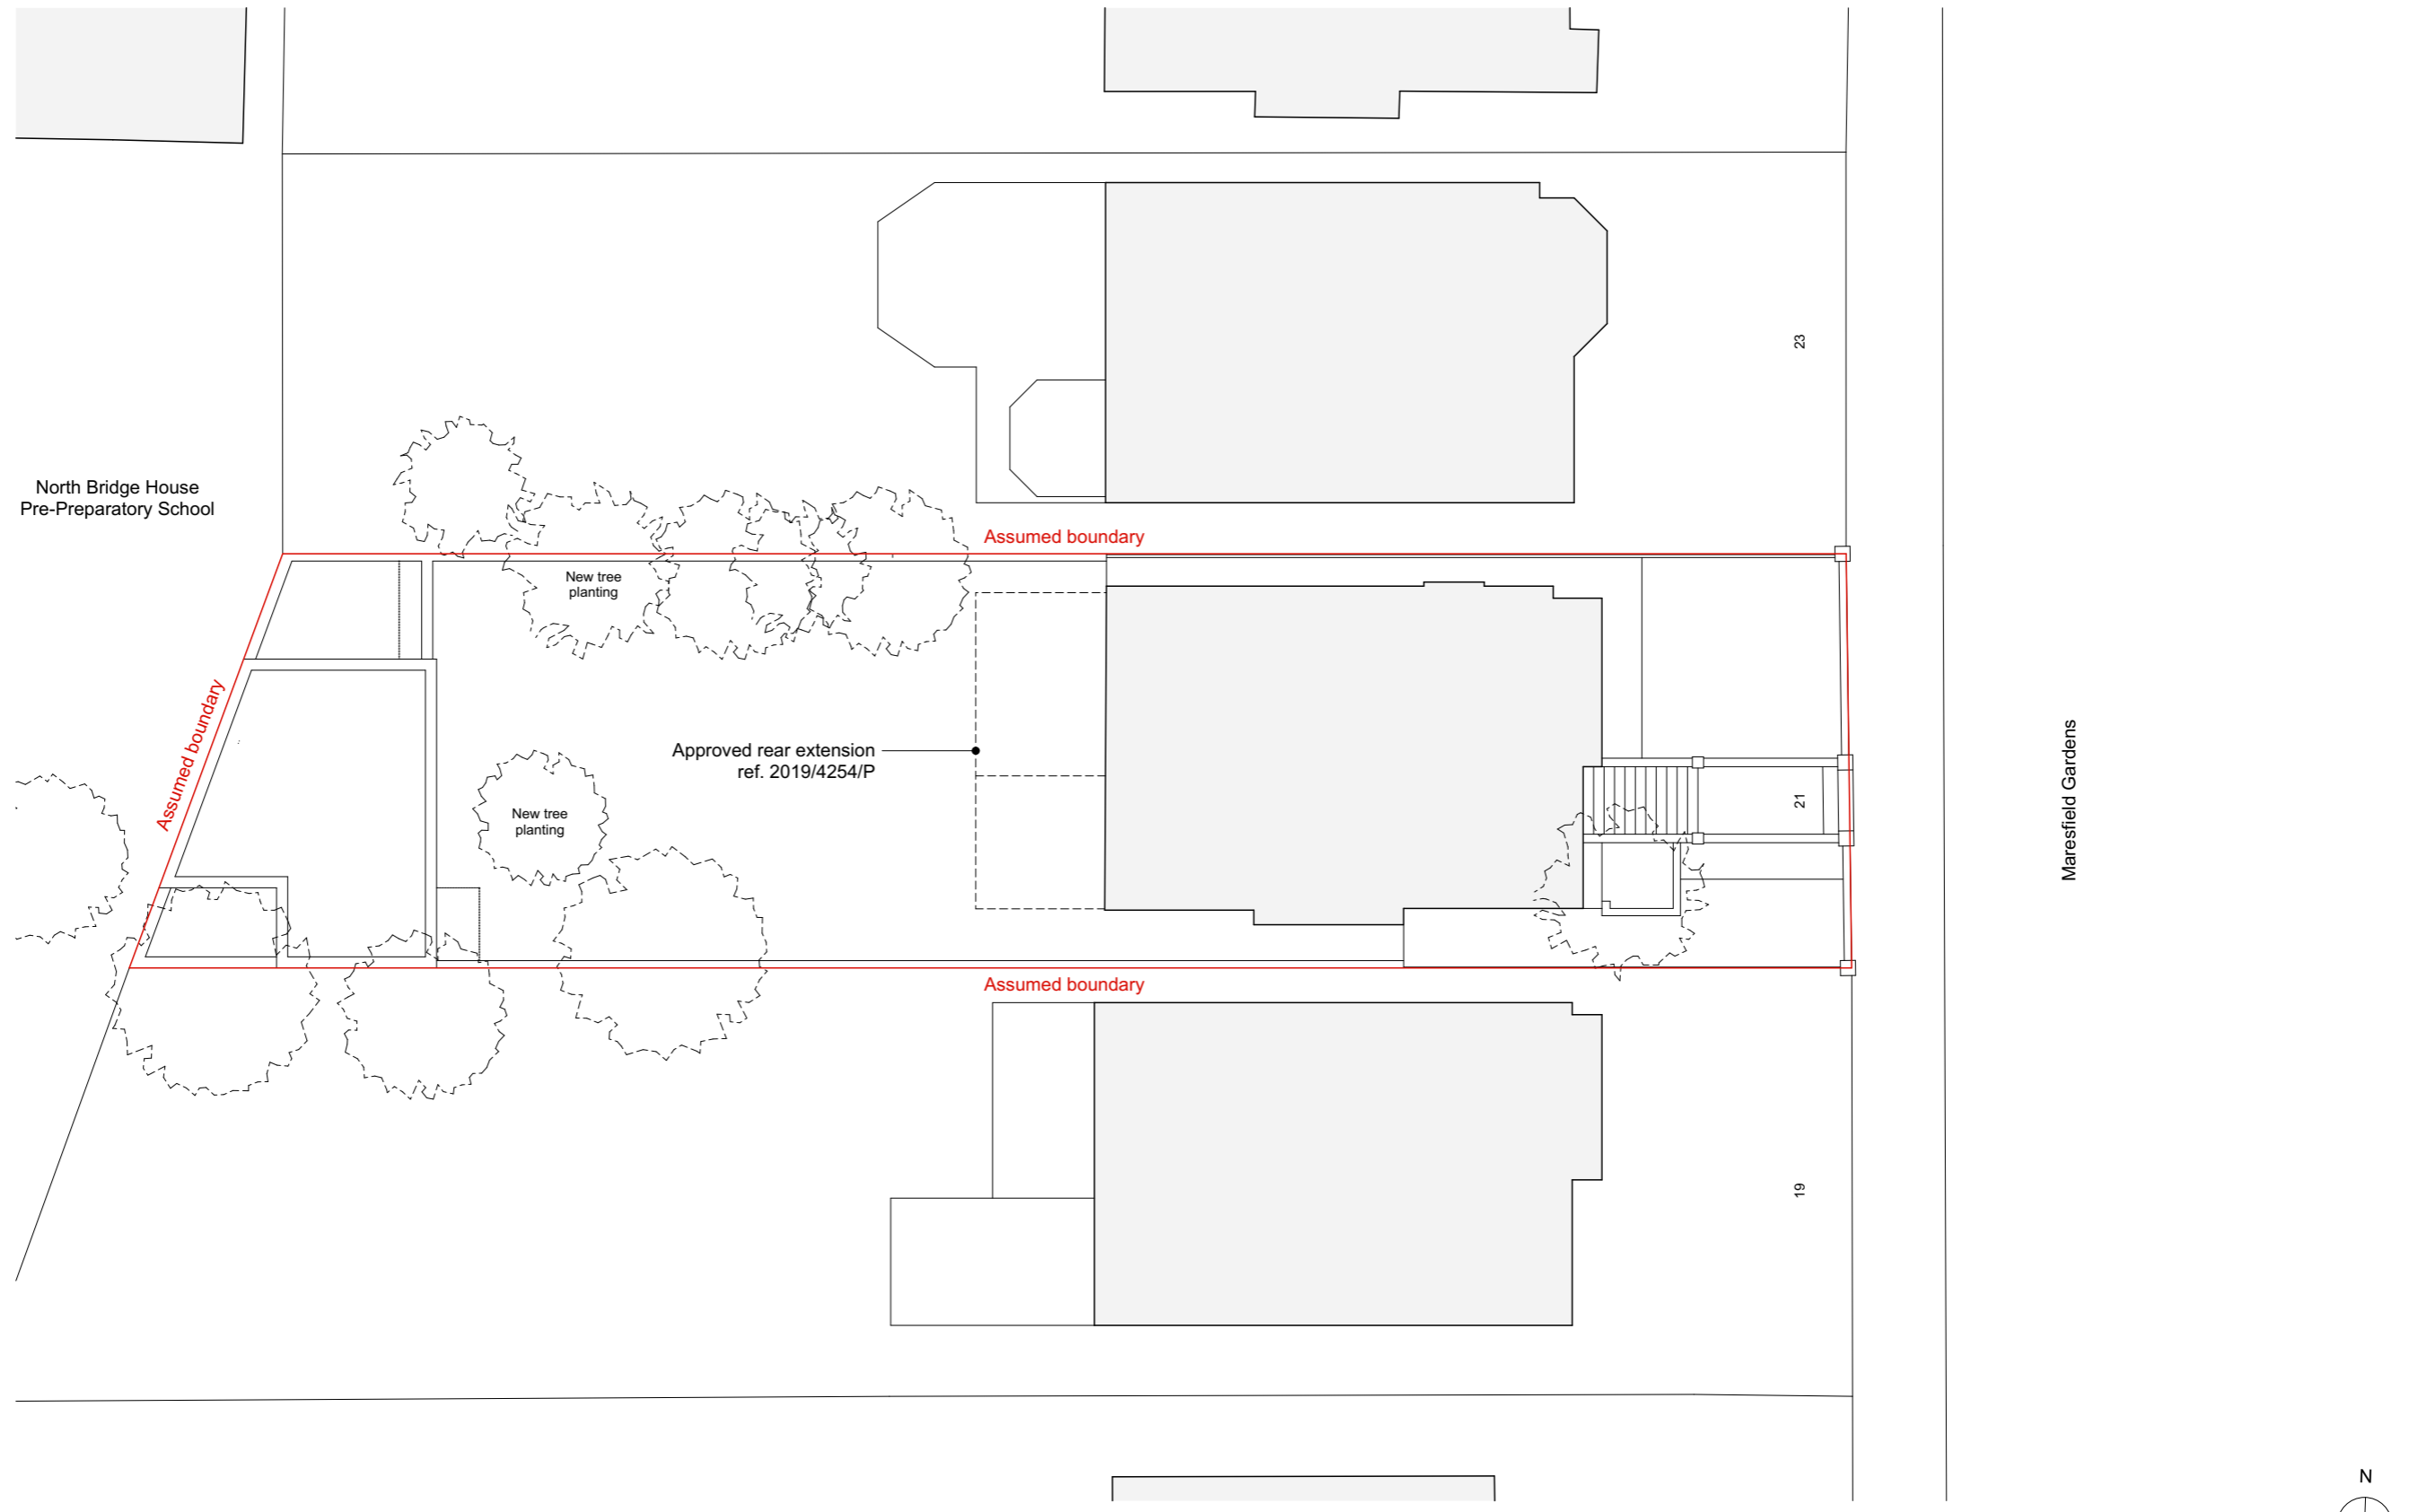 23
North Bridge House
Pre-Preparatory School
Assumed boundary
New tree
planting
Assumed boundary
Approved rear extension
ref. 2019/4254/P
New tree
planting
21
Maresfield Gardens
Assumed boundary
19
N